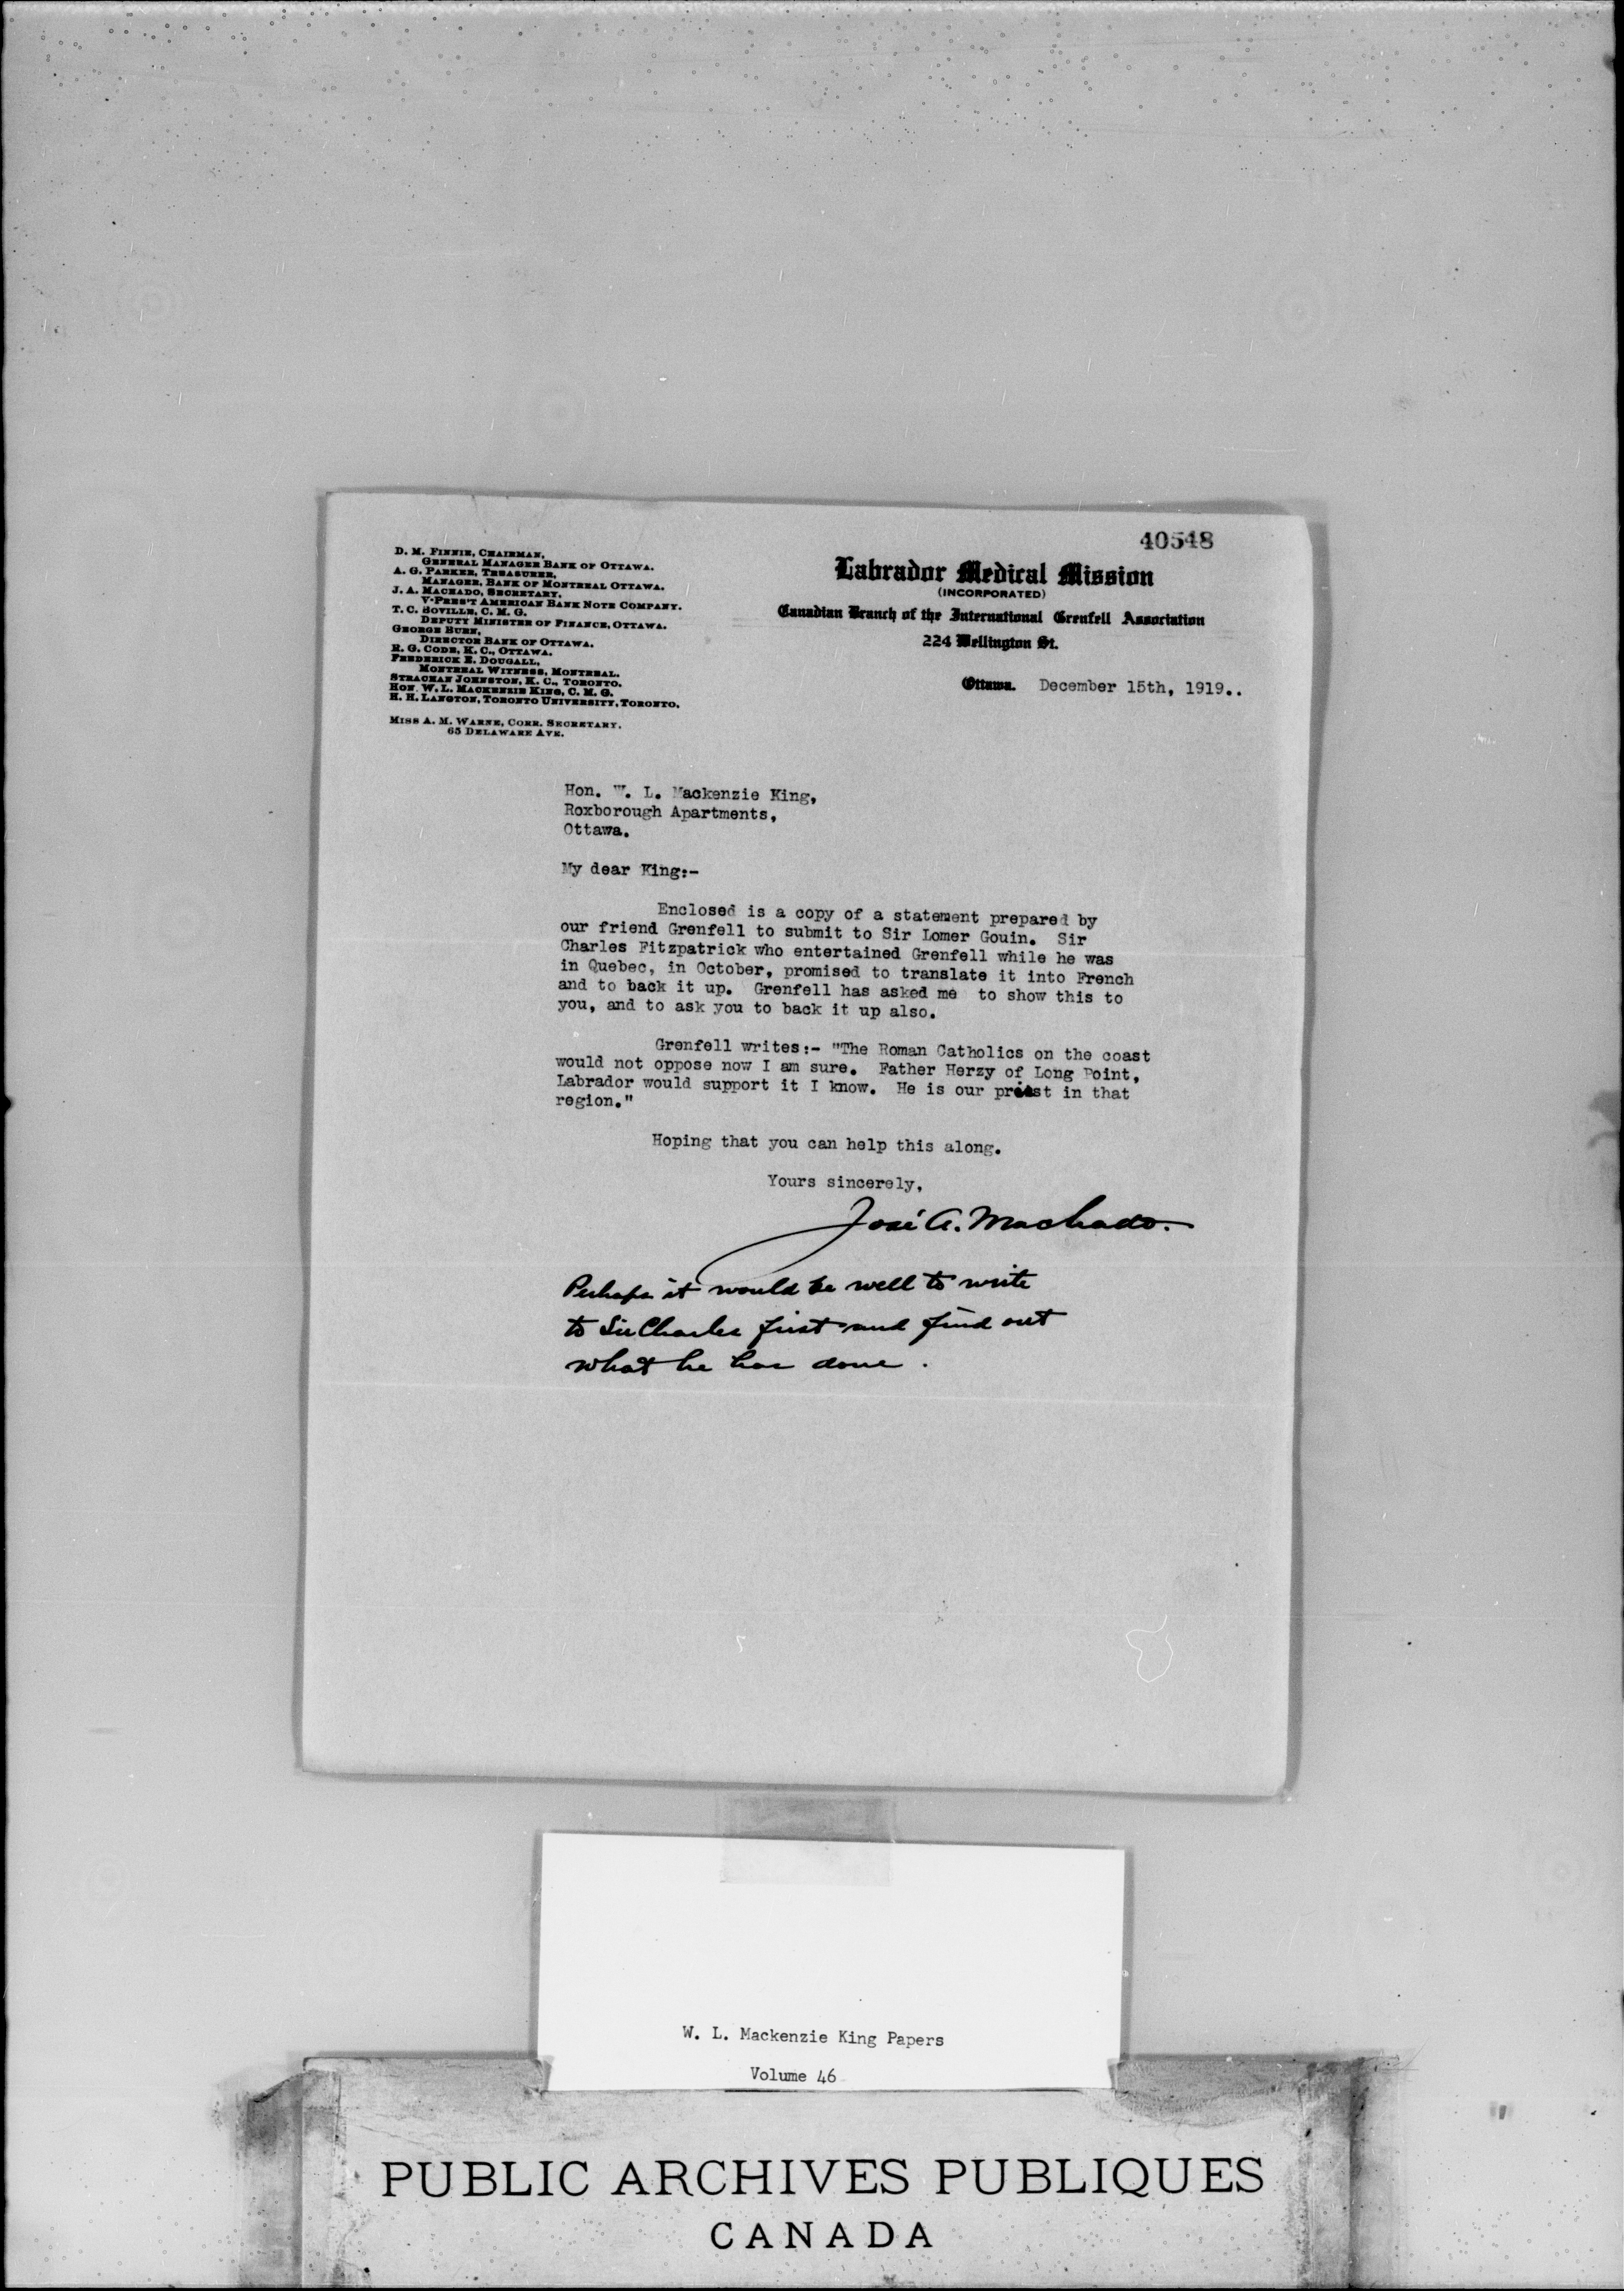 40548
D. M. FINNIE, CHAIRMAN,
GENERAL MANAGER BANK OF OTTAWA.
A. G. PARKER, TREASURER,
MANAGER, BANK OF MONTREAL OTTAWA.
J. A. MACHADO, SECRETARY,
V-PRES'T AMERICAN BANK NOTE COMPANY.
T. C. BOVILLE, C. M. G.
DEPUTY MINISTER OF FINANCE, OTTAWA.
GEORGE BURN,
DIRECTOR BANK OF OTTAWA.
R. G. CODE, K. C., OTTAWA.
FREDERICK E. DOUGALL,
MONTREAL WITNESS, MONTREAL.
STRACHAN JOHNSTON, K. C., TORONTO.
HON. W. L. MACKENZIE KING, C. M. G.
H. H. LANGTON, TORONTO UNIVERSITY, TORONTO.
MISS A. M. WARNE, CORR. SECRETARY.
65 DELAWARE AVE.
Labrador Medical Mission
(INCORPORATED)
Canadian Branch of the International Grenfell Association
224 Wellington St.
Ottawa. December 15th, 1919..
Hon. W. L. Mackenzie King,
Roxborough Apartments,
Ottawa.
My dear King:-
Enclosed is a copy of a statement prepared by
our friend Grenfell to submit to Sir Lomer Gouin. Sir
Charles Fitzpatrick who entertained Grenfell while he was
in Quebec, in October, promised to translate it into French
and to back it up. Grenfell has asked me to show this to
you, and to ask you to back it up also.
Grenfell writes:- "The Roman Catholics on the coast
would not oppose now I am sure. Father Herzy of Long Point,
Labrador would support it I know. He is our priest in that
region."
Hoping that you can help this along.
Yours sincerely,
José A. Machado.
Perhaps it would be well to write
to Sir Charles first and find out
what he has done.
W. L. Mackenzie King Papers
Volume 46
PUBLIC ARCHIVES PUBLIQUES
CANADA